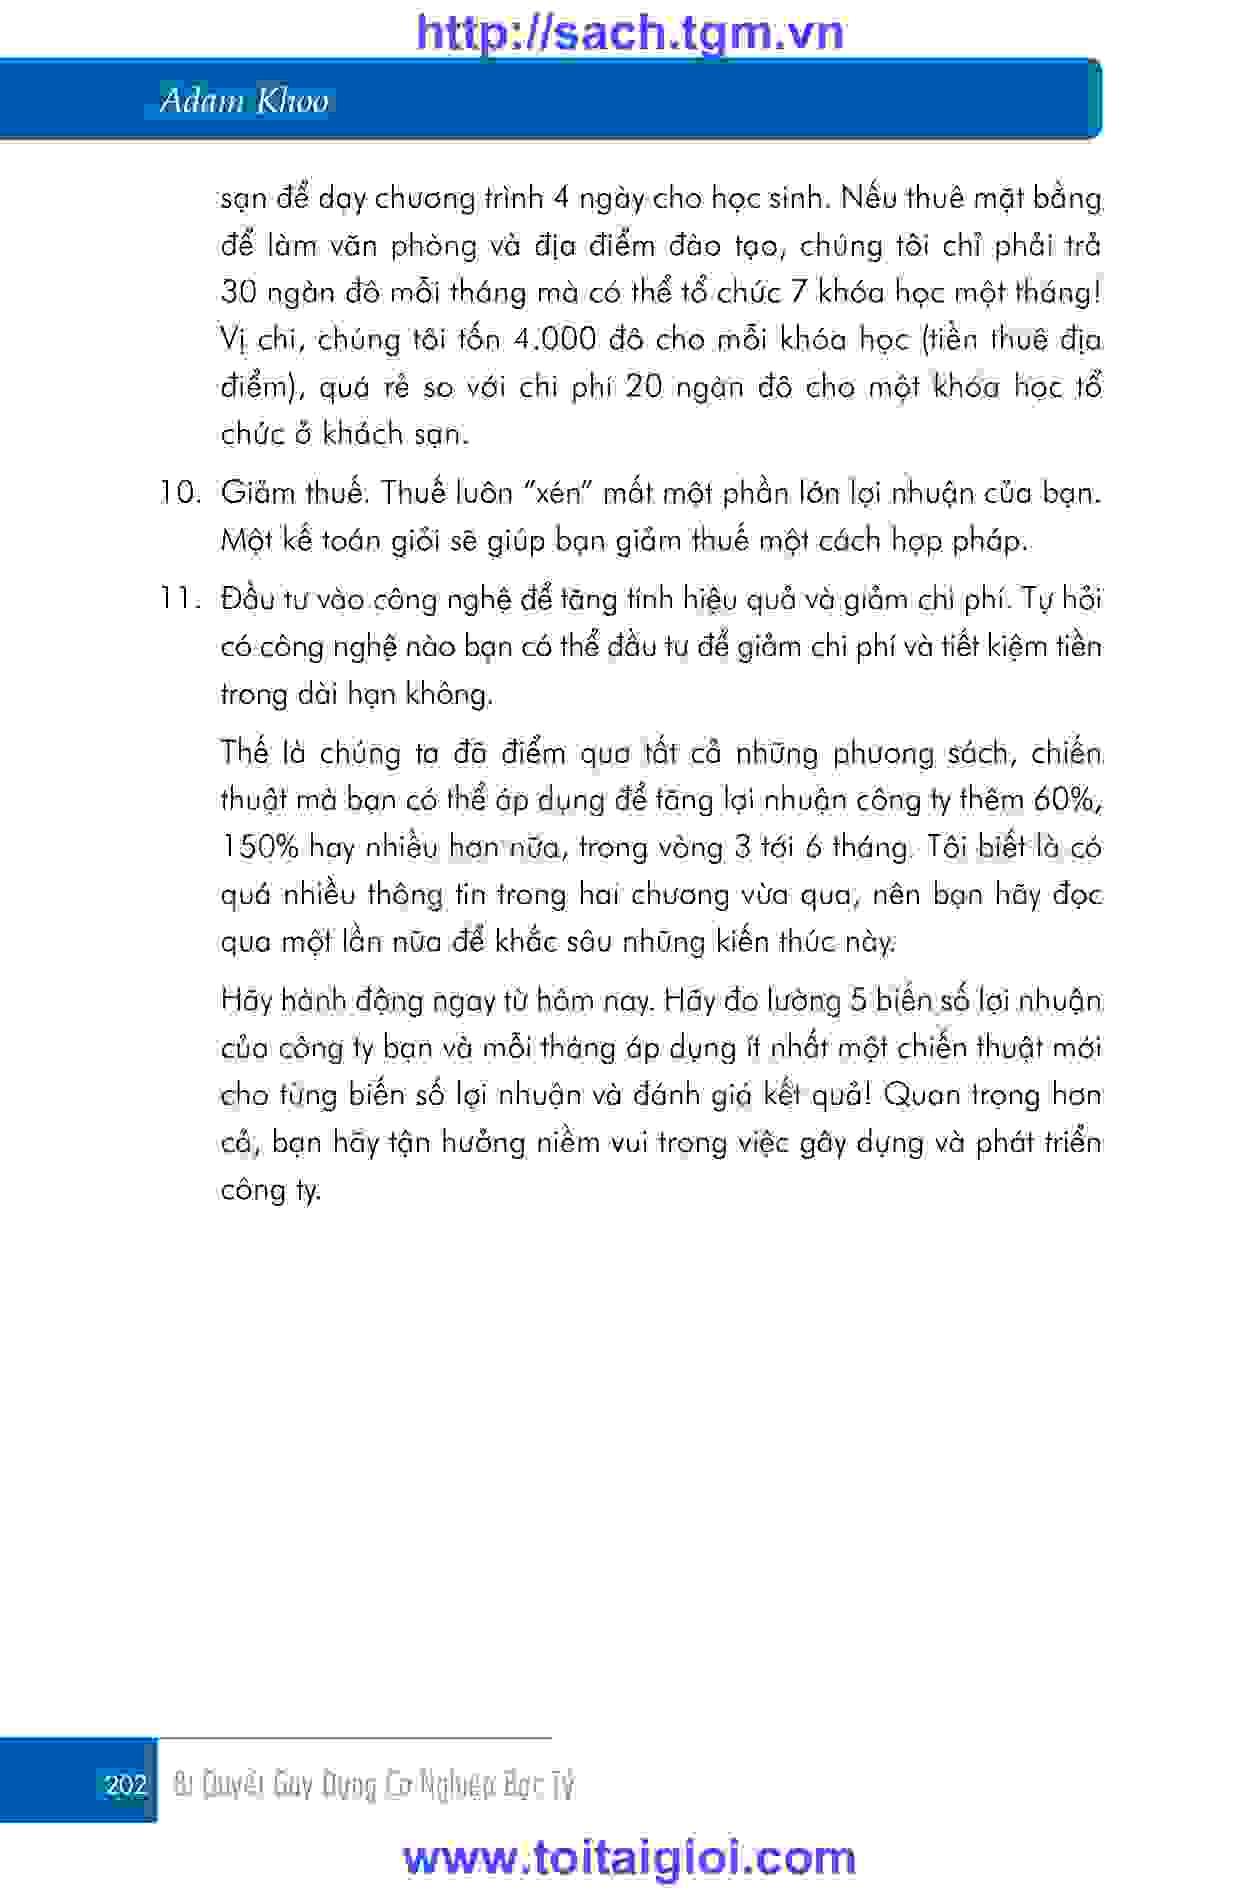 http://sach.tgm.vn
Adam Khoo
sạn để dạy chương trình 4 ngày cho học sinh. Nếu thuê mặt bằng
để làm văn phòng và địa điểm đào tạo, chúng tôi chỉ phải trả
30 ngàn đô mỗi tháng mà có thể tổ chức 7 khóa học một tháng!
Vị chi, chúng tôi tốn 4.000 đô cho mỗi khóa học (tiền thuê địa
điểm), quá rẻ so với chi phí 20 ngàn đô cho một khóa học tổ
chức ở khách sạn.
10. Giảm thuế. Thuế luôn “xén” mất một phần lớn lợi nhuận của bạn.
Một kế toán giỏi sẽ giúp bạn giảm thuế một cách hợp pháp.
11. Đầu tư vào công nghệ để tăng tính hiệu quả và giảm chi phí. Tự hỏi
có công nghệ nào bạn có thể đầu tư để giảm chi phí và tiết kiệm tiền
trong dài hạn không.
Thế là chúng ta đã điểm qua tất cả những phương sách, chiến
thuật mà bạn có thể áp dụng để tăng lợi nhuận công ty thêm 60%,
150% hay nhiều hơn nữa, trong vòng 3 tới 6 tháng. Tôi biết là có
quá nhiều thông tin trong hai chương vừa qua, nên bạn hãy đọc
qua một lần nữa để khắc sâu những kiến thức này.
Hãy hành động ngay từ hôm nay. Hãy đo lường 5 biến số lợi nhuận
của công ty bạn và mỗi tháng áp dụng ít nhất một chiến thuật mới
cho từng biến số lợi nhuận và đánh giá kết quả! Quan trọng hơn
cả, bạn hãy tận hưởng niềm vui trong việc gây dựng và phát triển
công ty.
202 Bí Quyết Gây Dựng Cơ Nghiệp Bạc Tỷ
www.toitaigioi.com